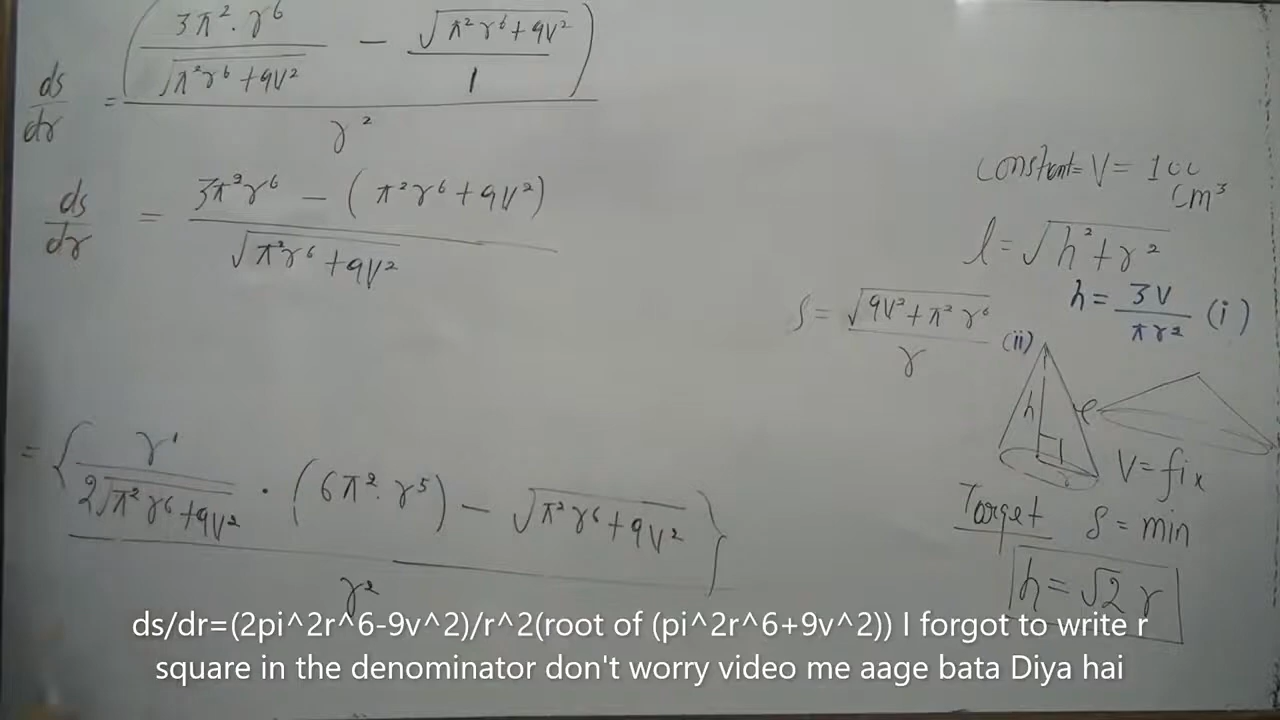 ds/dr = (3π². r⁶/√π²r⁶+9V² − √π²r⁶+9V²/1)/r²
ds/dr = 3π²r⁶ − (π²r⁶+9V²)/√π²r⁶+9V²
= {r¹/2√π²r⁶+9V² · (6π². r⁵) − √π²r⁶+9V²}/r²
V = 100
cm³
l = √h²+r²
h = 3V/πr² (i)
S = √9V²+π²r⁶/r (ii)
h
l
V = fix
Target S = min
h = √2 r
ds/dr=(2pi^2r^6-9v^2)/r^2(root of (pi^2r^6+9v^2)) I forgot to write r
square in the denominator don't worry video me aage bata Diya hai